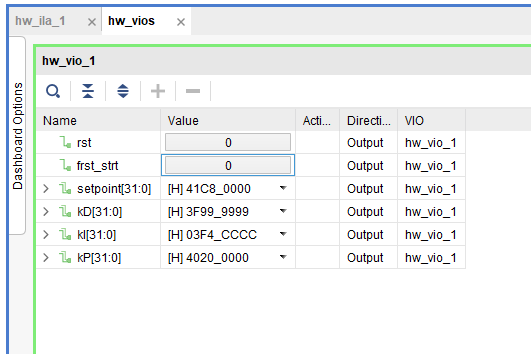 hw_ila_1 × hw_vios ×
Dashboard Options
hw_vio_1
Name Value Acti... Directi... VIO
rst 0 Output hw_vio_1
frst_strt 0 Output hw_vio_1
setpoint[31:0] [H] 41C8_0000 Output hw_vio_1
kD[31:0] [H] 3F99_9999 Output hw_vio_1
kI[31:0] [H] 03F4_CCCC Output hw_vio_1
kP[31:0] [H] 4020_0000 Output hw_vio_1